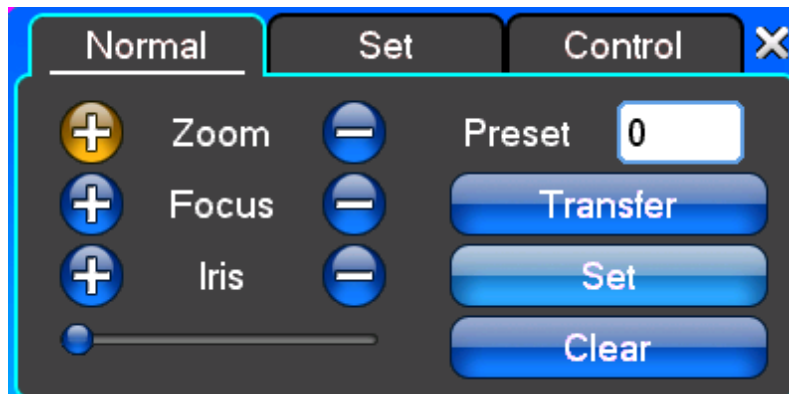 Normal Set Control
Zoom Preset 0
Focus Transfer
Iris Set
Clear